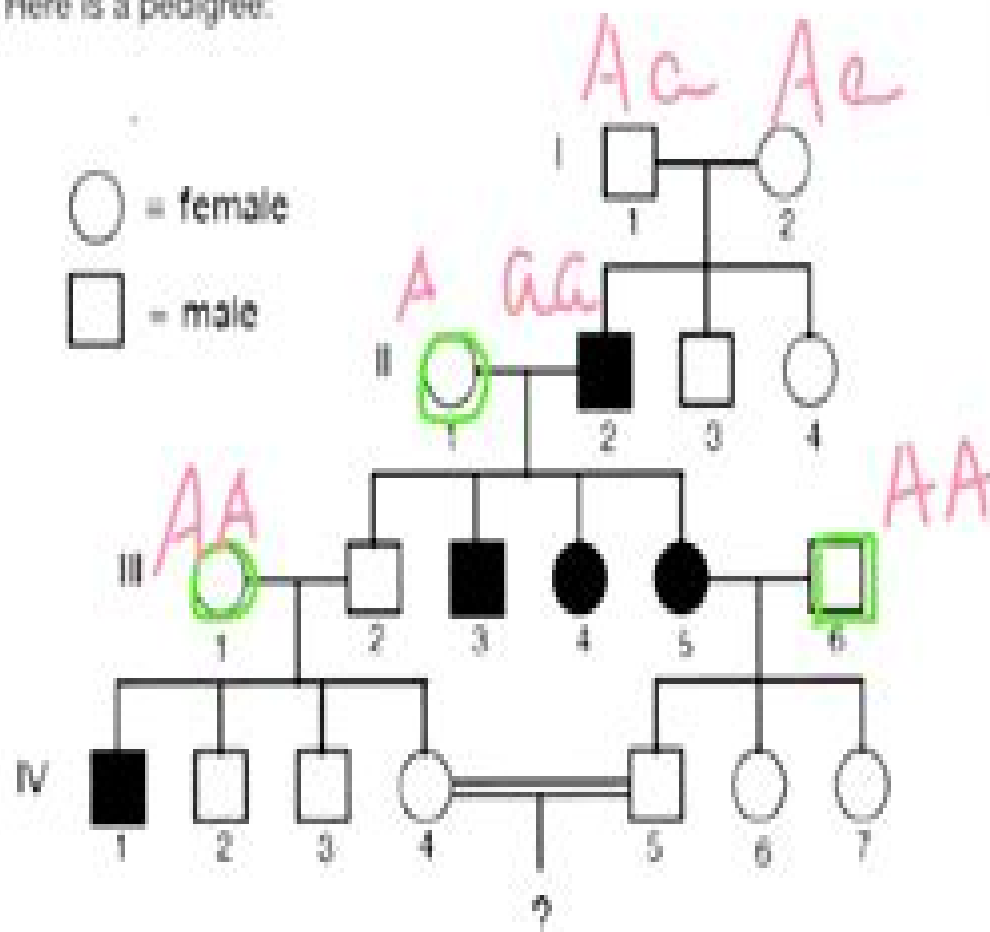 Here is a pedigree:
Aa Aa
I
1 2
= female
= male
A aa
II
1 2 3 4
AA AA
III
1 2 3 4 5 6
IV
1 2 3 4 5 6 7
?